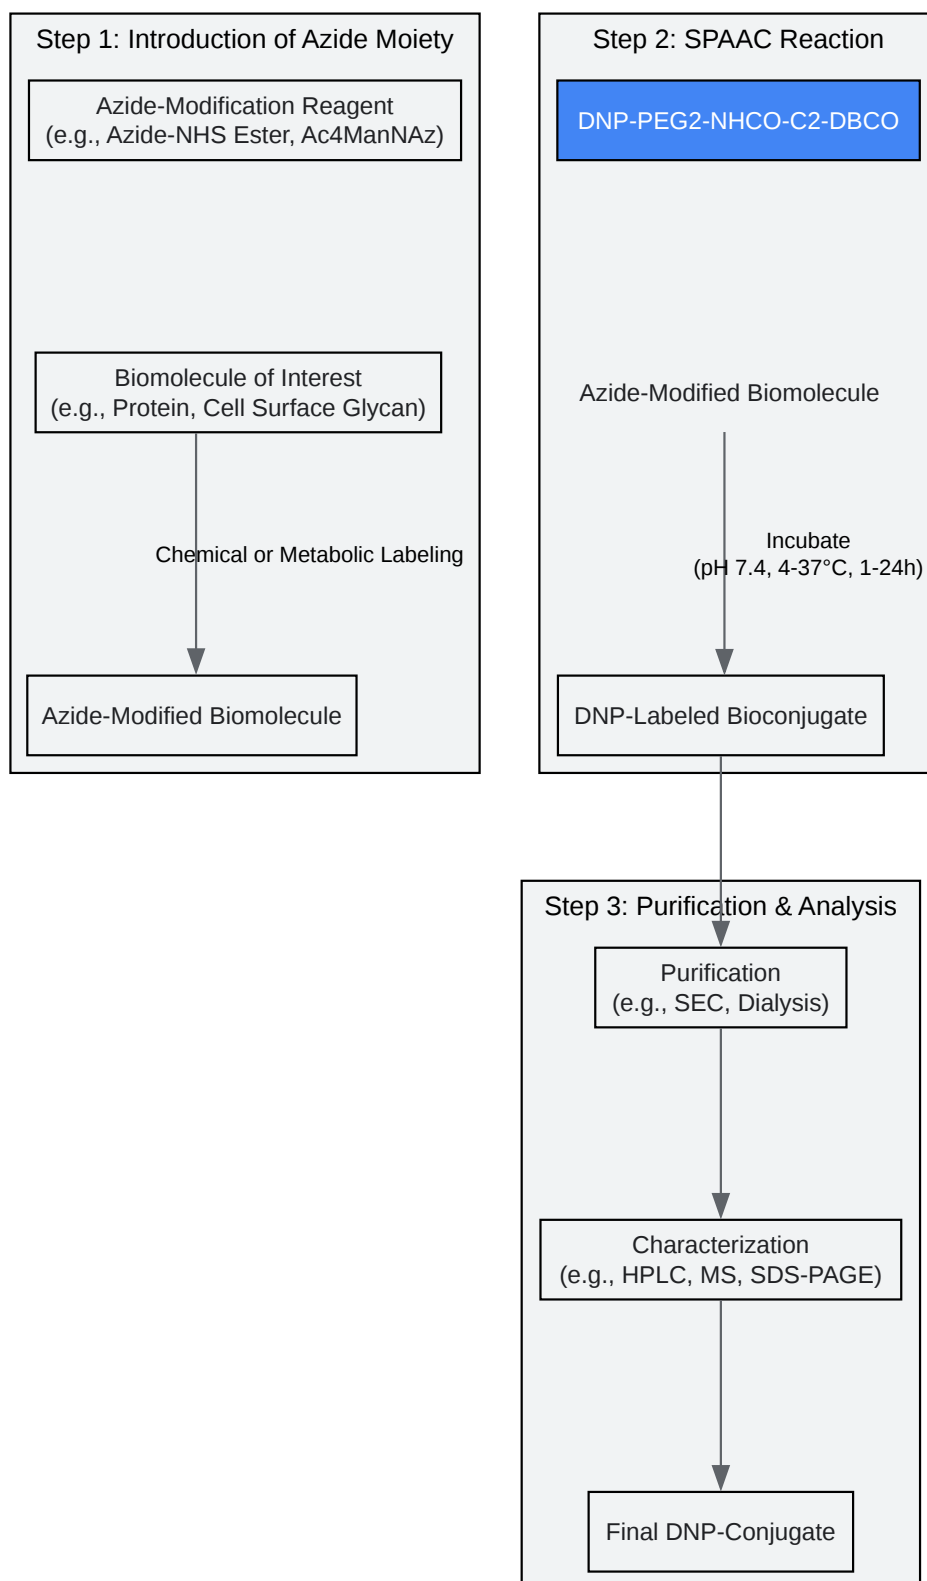 Step 1: Introduction of Azide Moiety
Azide-Modification Reagent
(e.g., Azide-NHS Ester, Ac4ManNAz)
Biomolecule of Interest
(e.g., Protein, Cell Surface Glycan)
Chemical or Metabolic Labeling
Azide-Modified Biomolecule
Step 2: SPAAC Reaction
DNP-PEG2-NHCO-C2-DBCO
Azide-Modified Biomolecule
Incubate
(pH 7.4, 4-37°C, 1-24h)
DNP-Labeled Bioconjugate
Step 3: Purification & Analysis
Purification
(e.g., SEC, Dialysis)
Characterization
(e.g., HPLC, MS, SDS-PAGE)
Final DNP-Conjugate